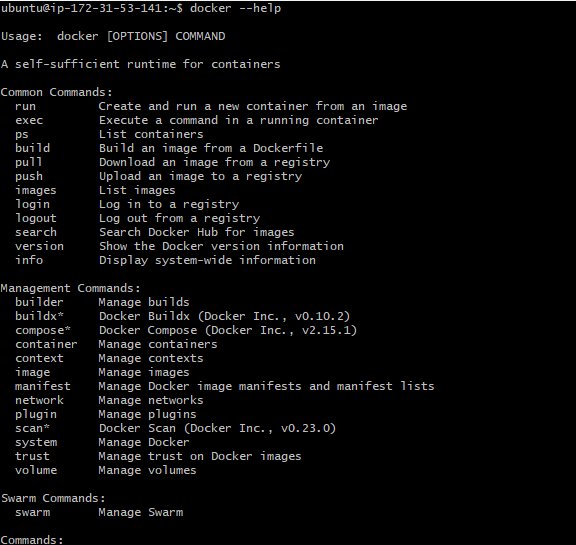 ubuntu@ip-172-31-53-141:~$ docker --help
Usage:  docker [OPTIONS] COMMAND
A self-sufficient runtime for containers
Common Commands:
  run         Create and run a new container from an image
  exec        Execute a command in a running container
  ps          List containers
  build       Build an image from a Dockerfile
  pull        Download an image from a registry
  push        Upload an image to a registry
  images      List images
  login       Log in to a registry
  logout      Log out from a registry
  search      Search Docker Hub for images
  version     Show the Docker version information
  info        Display system-wide information
Management Commands:
  builder     Manage builds
  buildx*     Docker Buildx (Docker Inc., v0.10.2)
  compose*    Docker Compose (Docker Inc., v2.15.1)
  container   Manage containers
  context     Manage contexts
  image       Manage images
  manifest    Manage Docker image manifests and manifest lists
  network     Manage networks
  plugin      Manage plugins
  scan*       Docker Scan (Docker Inc., v0.23.0)
  system      Manage Docker
  trust       Manage trust on Docker images
  volume      Manage volumes
Swarm Commands:
  swarm       Manage Swarm
Commands: